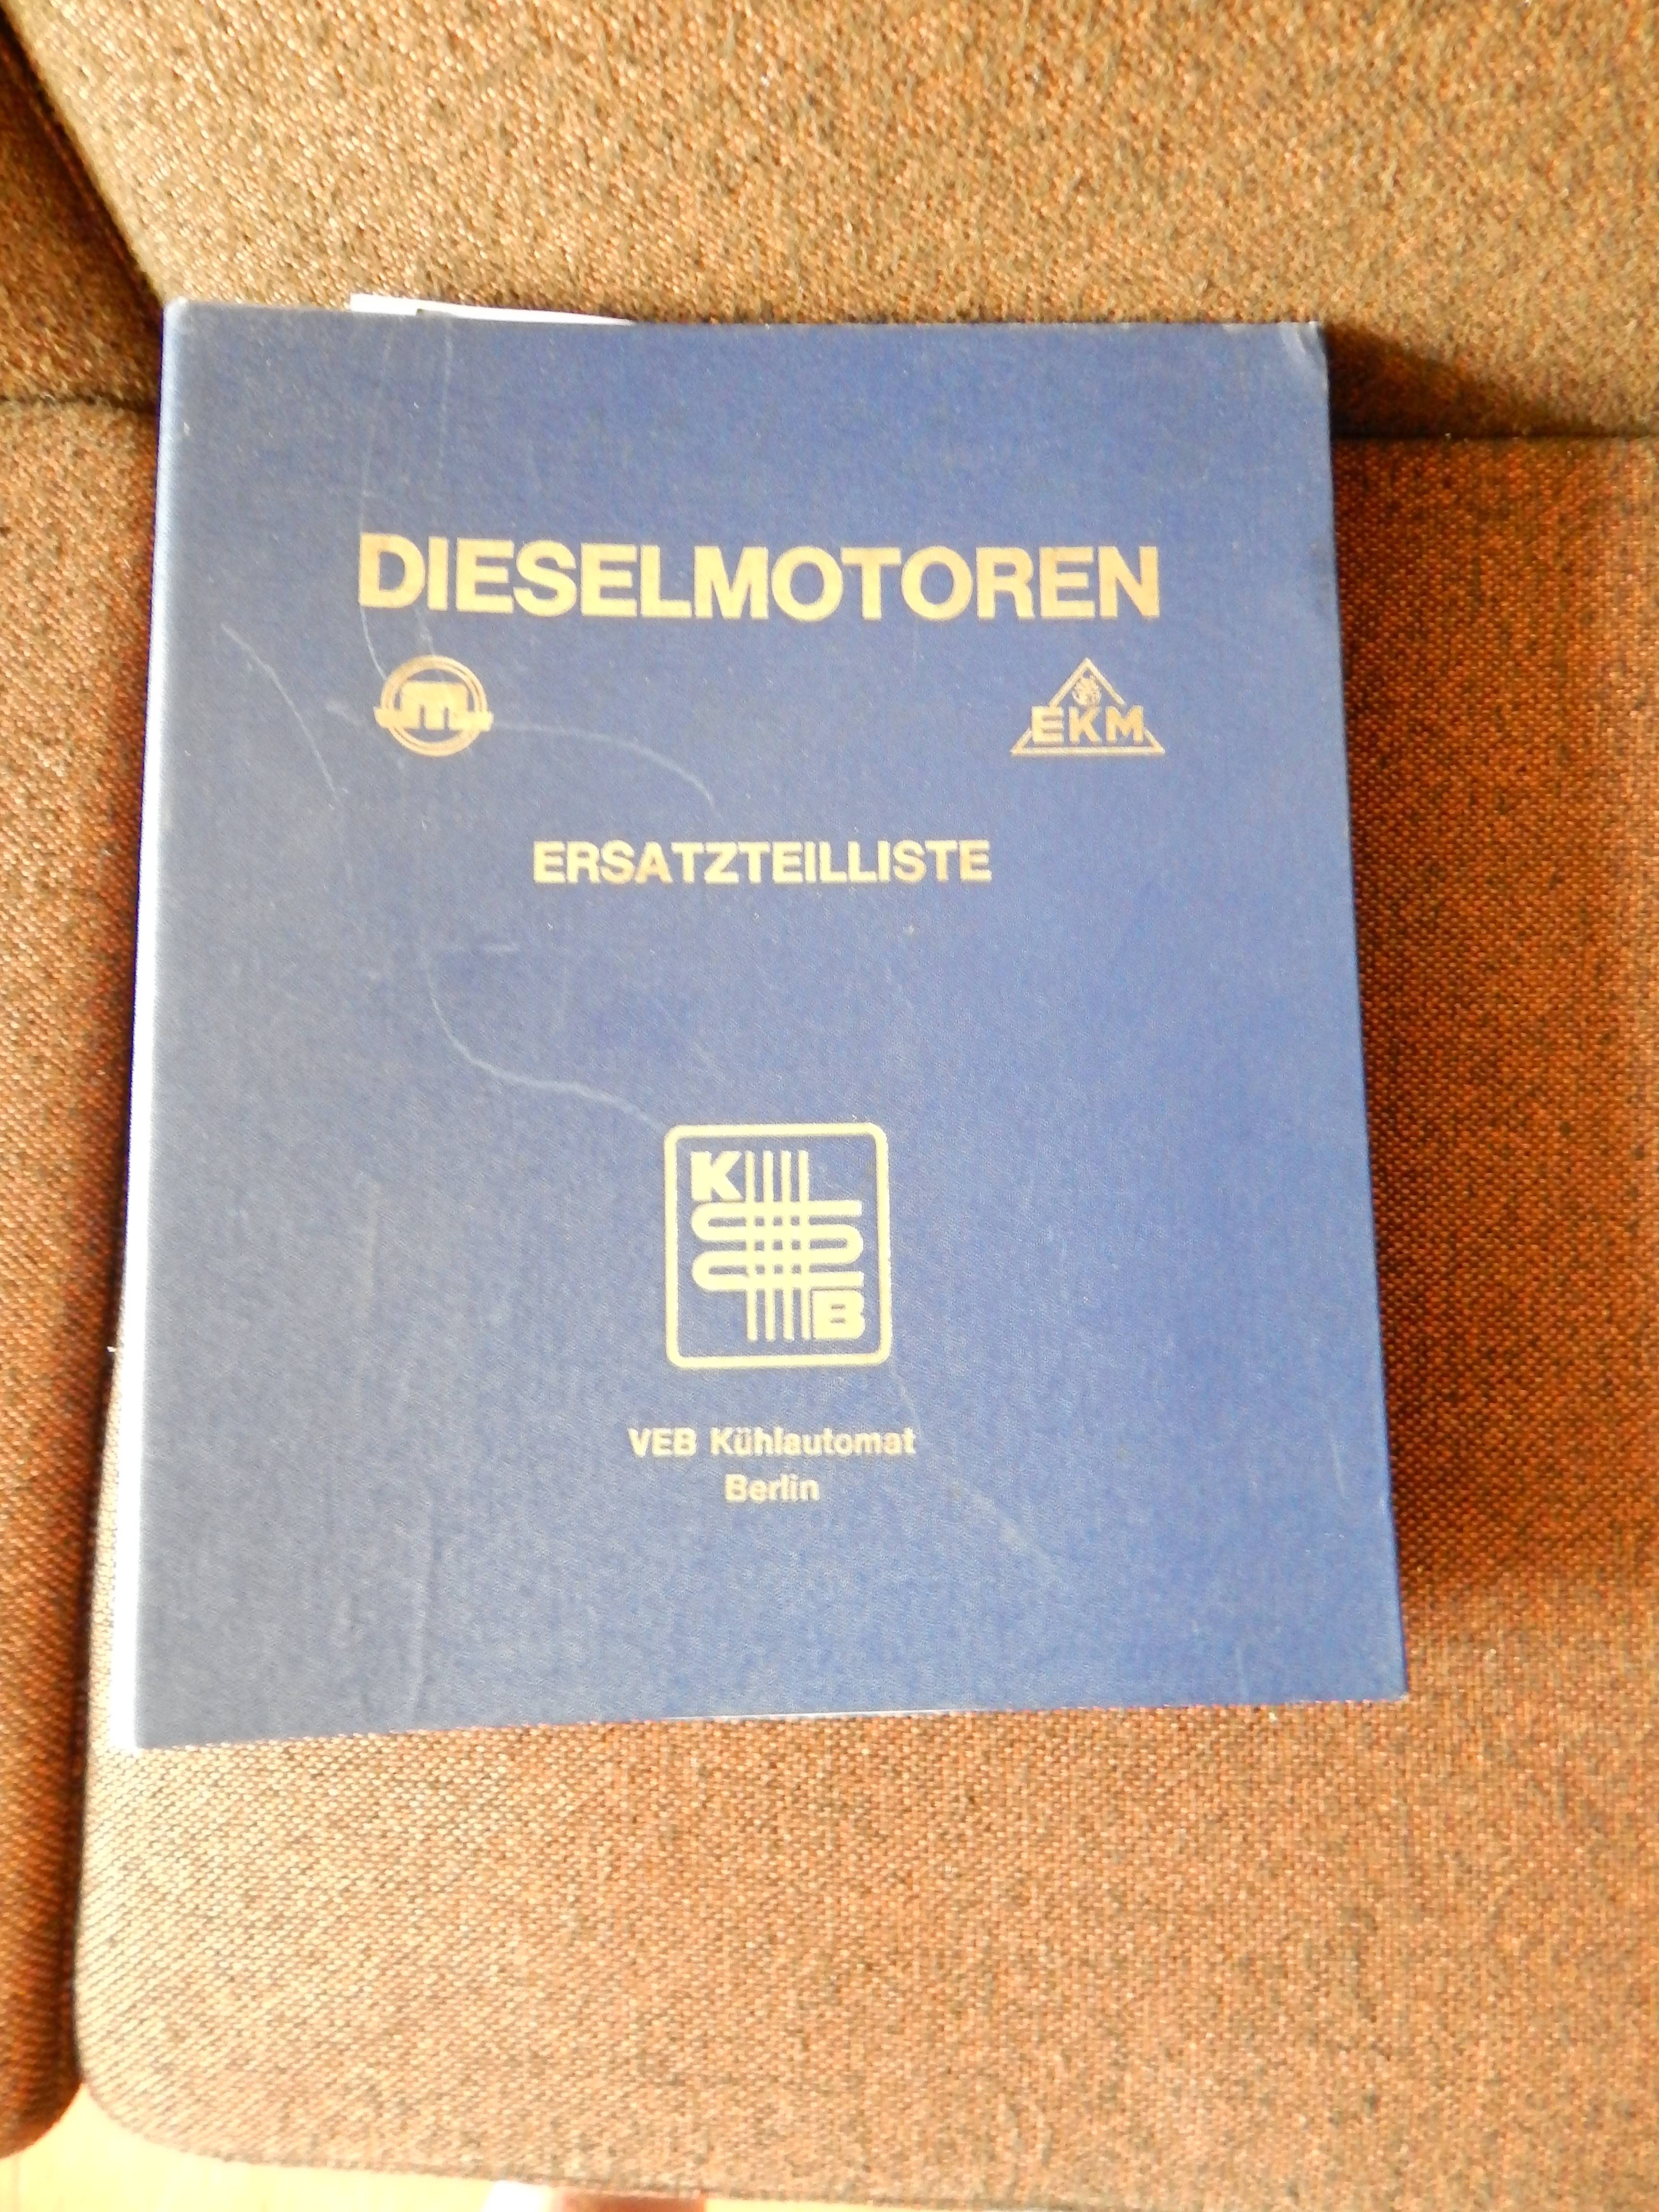 DIESELMOTOREN
m
EKM
ERSATZTEILLISTE
K
B
VEB Kühlautomat
Berlin